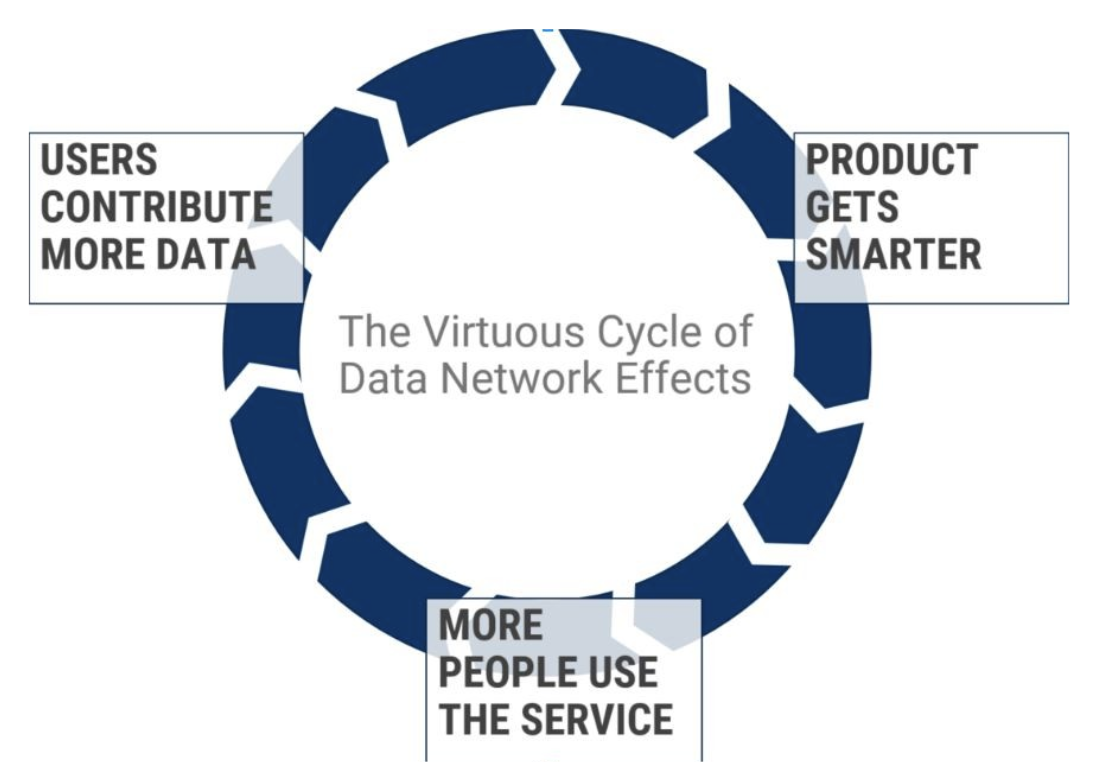 USERS
CONTRIBUTE
MORE DATA
PRODUCT
GETS
SMARTER
The Virtuous Cycle of
Data Network Effects
MORE
PEOPLE USE
THE SERVICE